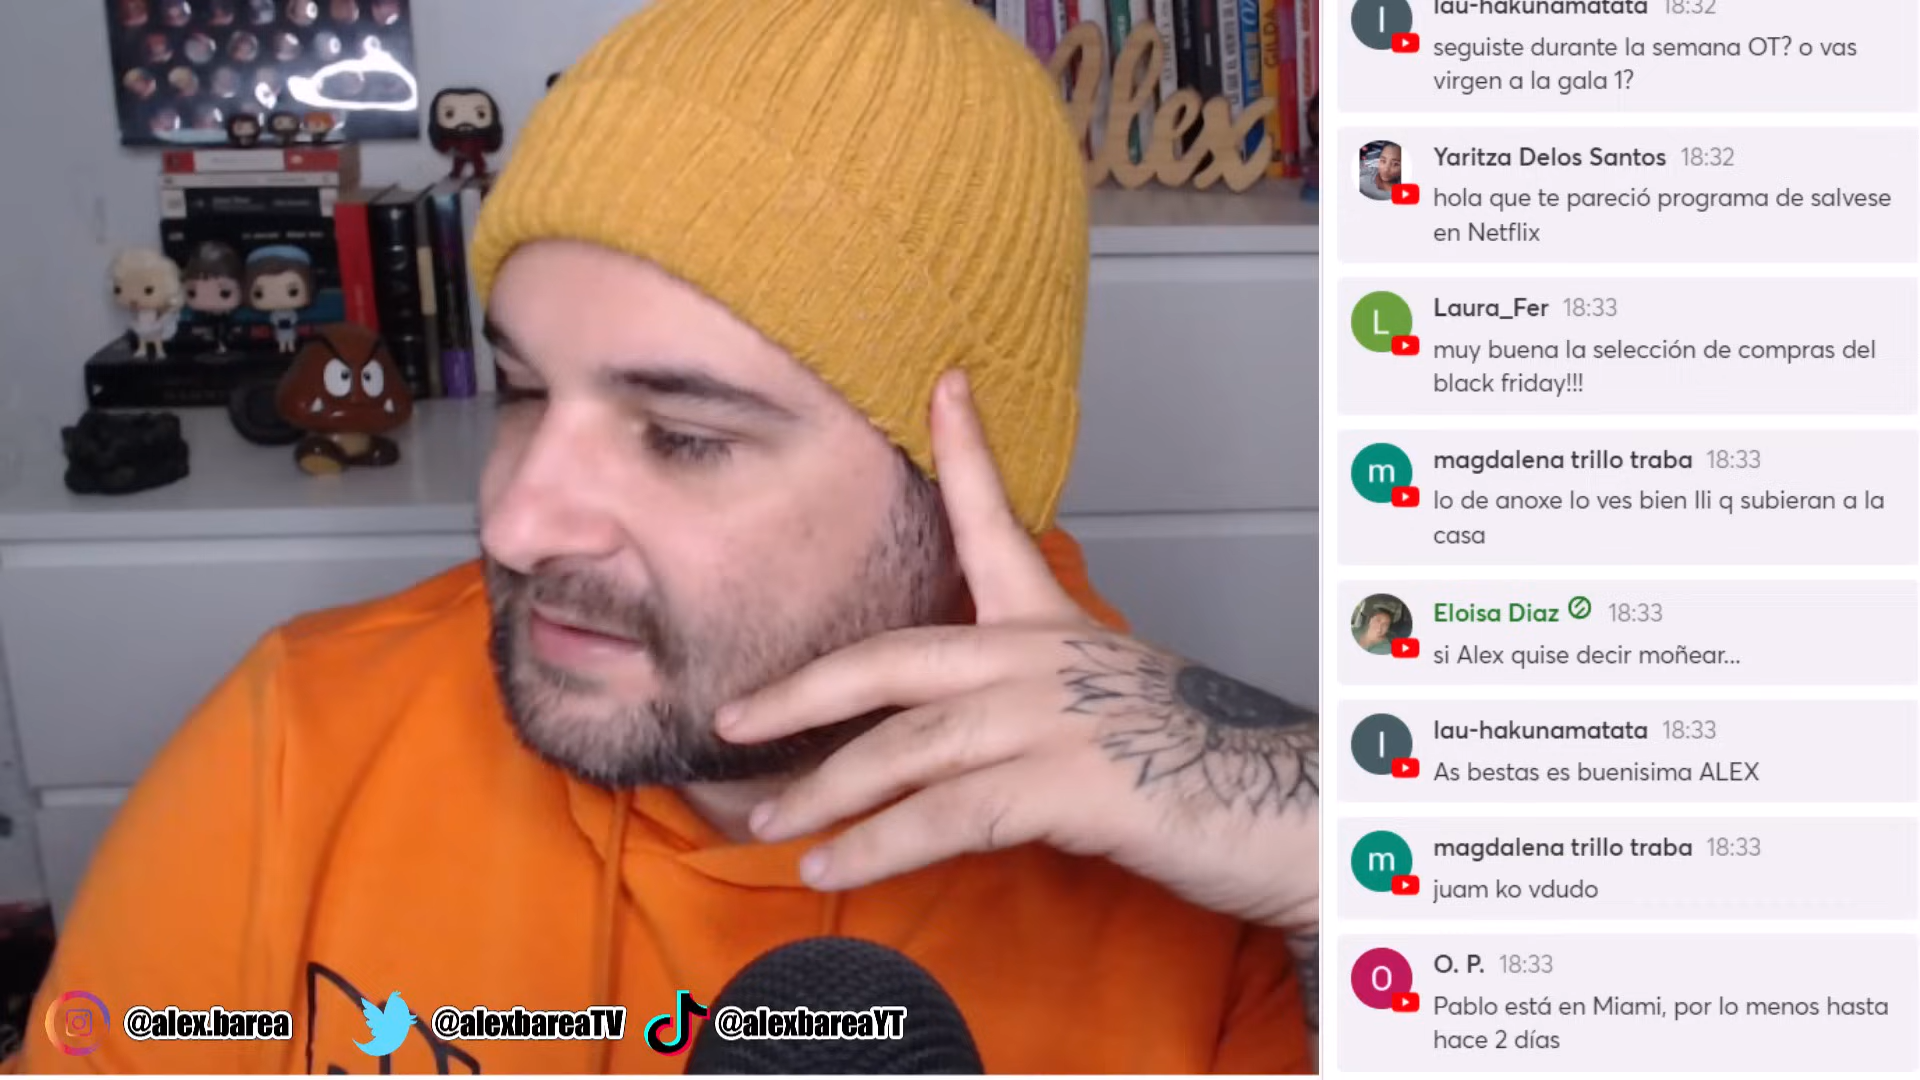 lau-hakunamatata 18:32
seguiste durante la semana OT? o vas
virgen a la gala 1?
Yaritza Delos Santos 18:32
hola que te pareció programa de salvese
en Netflix
L
Laura_Fer 18:33
muy buena la selección de compras del
black friday!!!
m
magdalena trillo traba 18:33
lo de anoxe lo ves bien lli q subieran a la
casa
Eloisa Diaz 18:33
si Alex quise decir moñear...
l
lau-hakunamatata 18:33
As bestas es buenisima ALEX
m
magdalena trillo traba 18:33
juam ko vdudo
O
O. P. 18:33
Pablo está en Miami, por lo menos hasta
hace 2 días
Alex
GILDA
@alex.barea
@alexbareaTV
@alexbareaYT